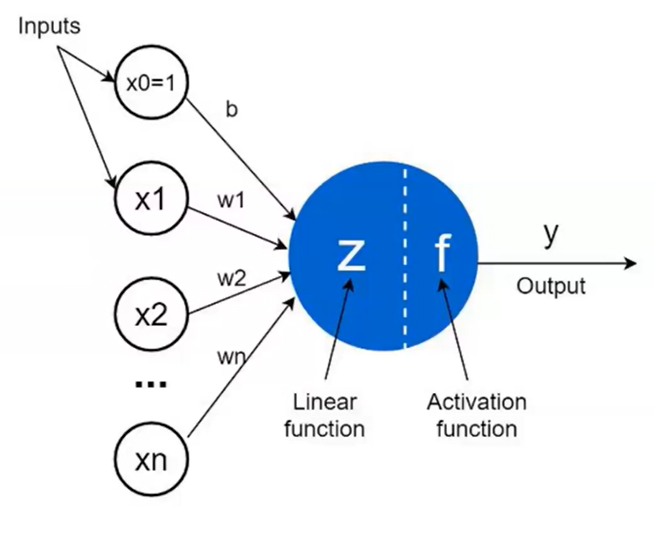 Inputs
x0=1
b
x1
w1
w2
x2
wn
...
xn
z
f
y
Output
Linear
function
Activation
function